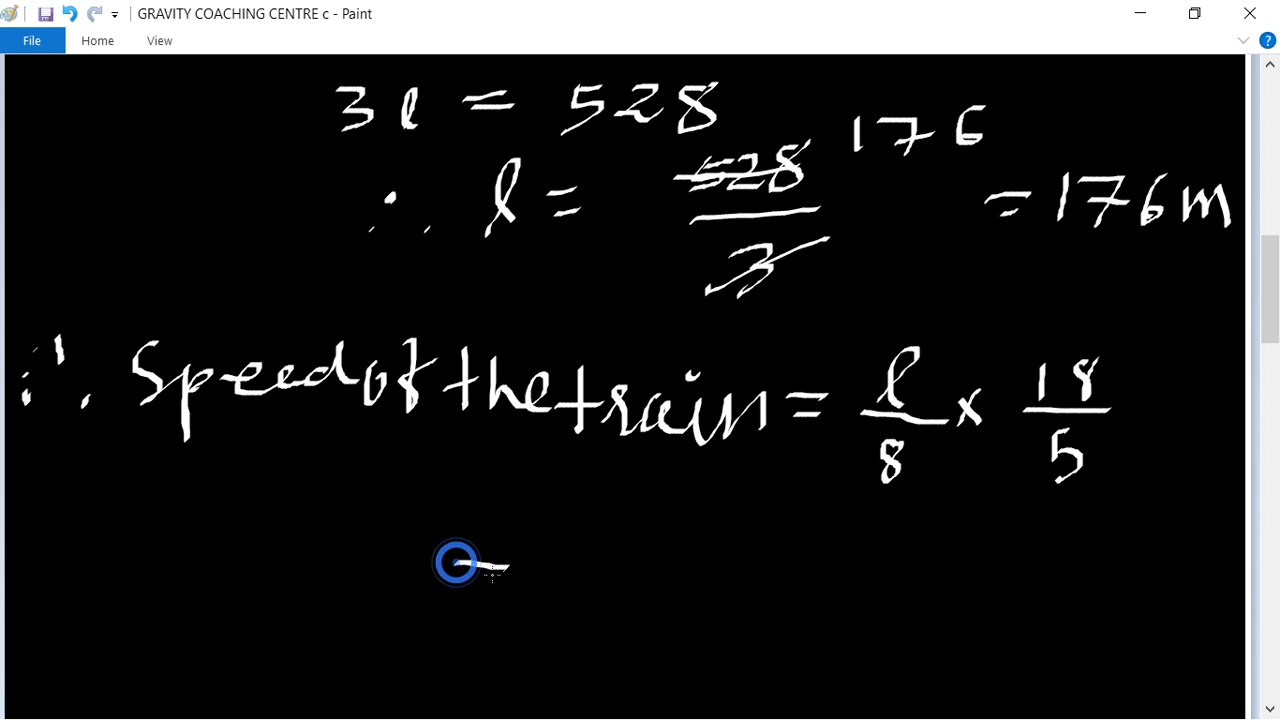 GRAVITY COACHING CENTRE c - Paint
File Home View
3l = 528
∴ l = 528/3 176 = 176m
∴ Speed of the train = l/8 × 18/5